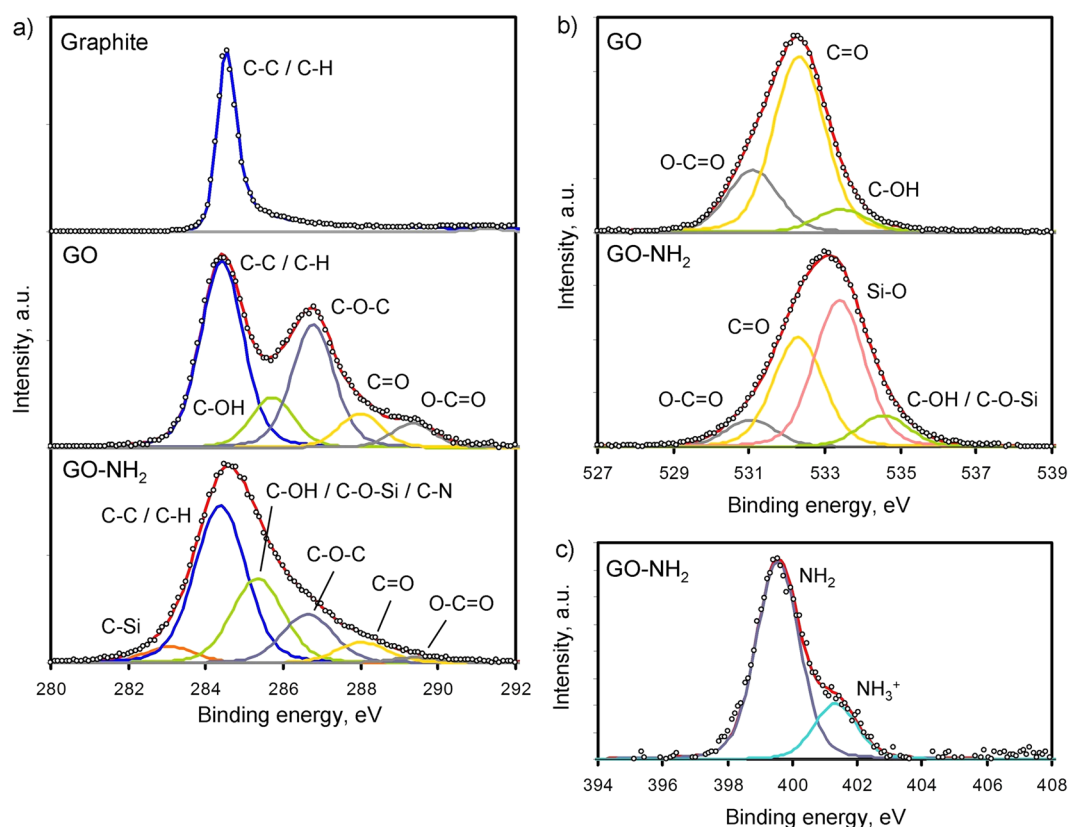 a)
Graphite
C-C / C-H
GO
C-C / C-H
C-O-C
C-OH
C=O
O-C=O
GO-NH₂
C-C / C-H
C-OH / C-O-Si / C-N
C-O-C
C=O
O-C=O
C-Si
280 282 284 286 288 290 292
Binding energy, eV
Intensity, a.u.
b)
GO
C=O
O-C=O
C-OH
GO-NH₂
Si-O
C=O
O-C=O
C-OH / C-O-Si
527 529 531 533 535 537 539
Binding energy, eV
Intensity, a.u.
c)
GO-NH₂
NH₂
NH₃⁺
394 396 398 400 402 404 406 408
Binding energy, eV
Intensity, a.u.